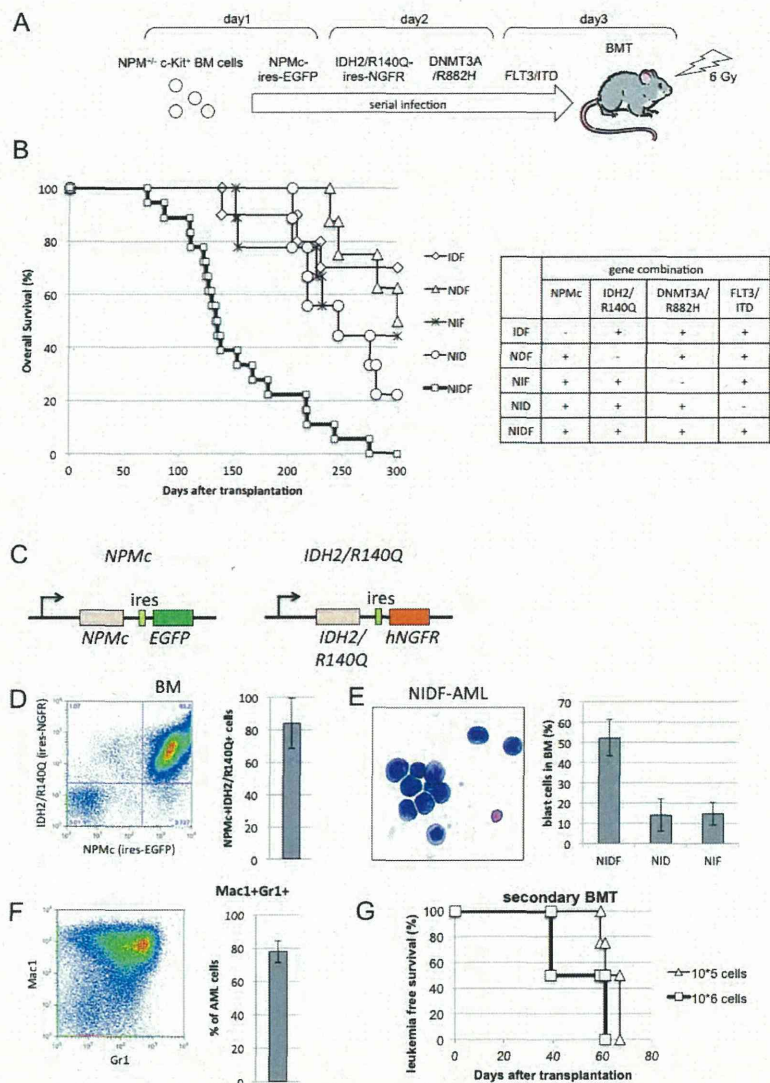 A
day1
day2
day3
NPM⁺/⁻ c-Kit⁺ BM cells
NPMc-
ires-EGFP
IDH2/R140Q-
ires-NGFR
DNMT3A
/R882H
FLT3/ITD
BMT
6 Gy
serial infection
B
Overall Survival (%)
100
80
60
40
20
0
0
50
100
150
200
250
300
Days after transplantation
IDF
NDF
NIF
NID
NIDF
gene combination
NPMc
IDH2/
R140Q
DNMT3A/
R882H
FLT3/
ITD
IDF - + + +
NDF + - + +
NIF + + - +
NID + + + -
NIDF + + + +
C
NPMc
IDH2/R140Q
ires
ires
NPMc
EGFP
IDH2/
R140Q
hNGFR
D
BM
IDH2/R140Q (ires-NGFR)
NPMc (ires-EGFP)
NPMc+IDH2/R140Q+ cells
100
80
60
40
20
0
E
NIDF-AML
blast cells in BM (%)
70
60
50
40
30
20
10
0
NIDF
NID
NIF
F
Mac1
Gr1
Mac1+Gr1+
% of AML cells
100
80
60
40
20
0
G
secondary BMT
leukemia free survival (%)
100
80
60
40
20
0
0
20
40
60
80
Days after transplantation
10*5 cells
10*6 cells